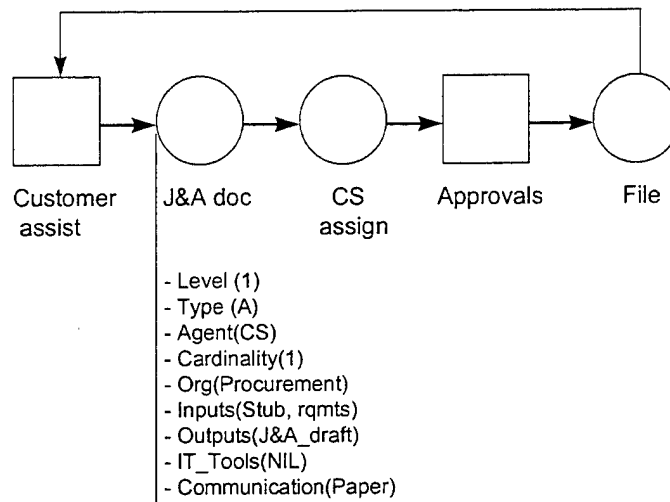 Customer assist
J&A doc
CS assign
Approvals
File
- Level (1)
- Type (A)
- Agent(CS)
- Cardinality(1)
- Org(Procurement)
- Inputs(Stub, rqmts)
- Outputs(J&A_draft)
- IT_Tools(NIL)
- Communication(Paper)